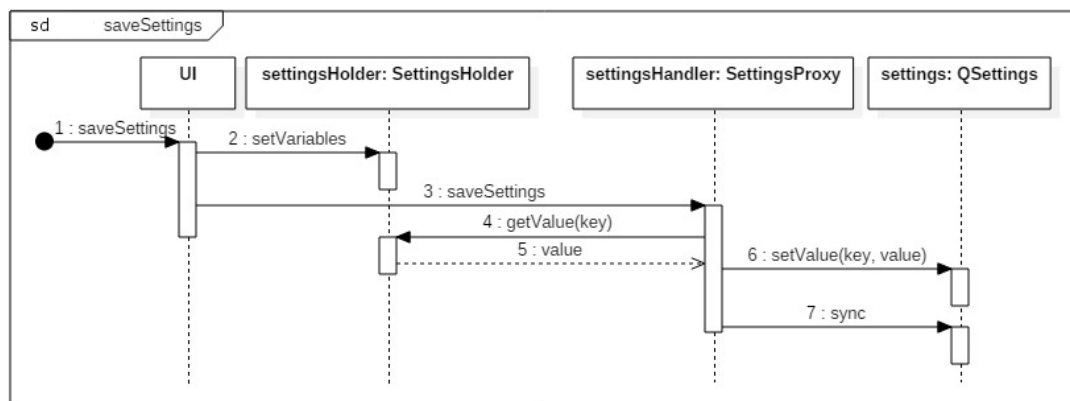 sd saveSettings
UI
settingsHolder: SettingsHolder
settingsHandler: SettingsProxy
settings: QSettings
1 : saveSettings
2 : setVariables
3 : saveSettings
4 : getValue(key)
5 : value
6 : setValue(key, value)
7 : sync